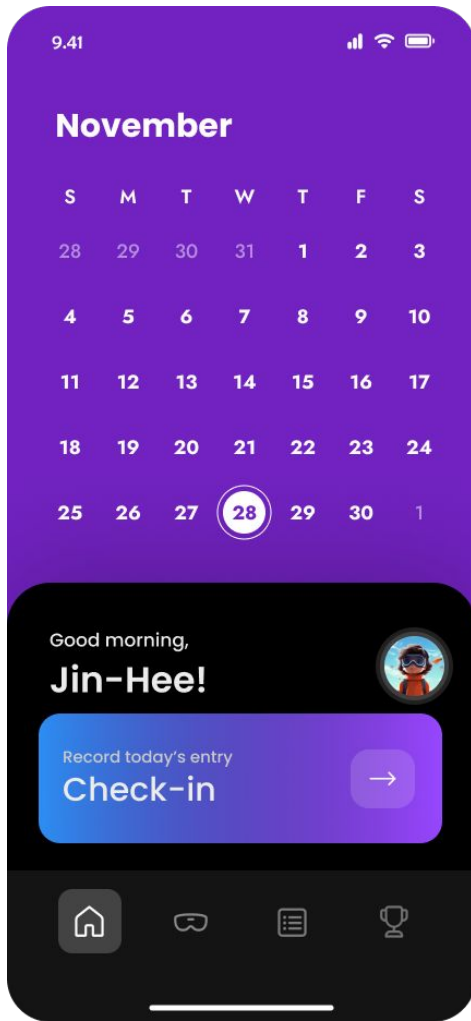 9.41
November
S M T W T F S
28 29 30 31 1 2 3
4 5 6 7 8 9 10
11 12 13 14 15 16 17
18 19 20 21 22 23 24
25 26 27 28 29 30 1
Good morning,
Jin-Hee!
Record today's entry
Check-in